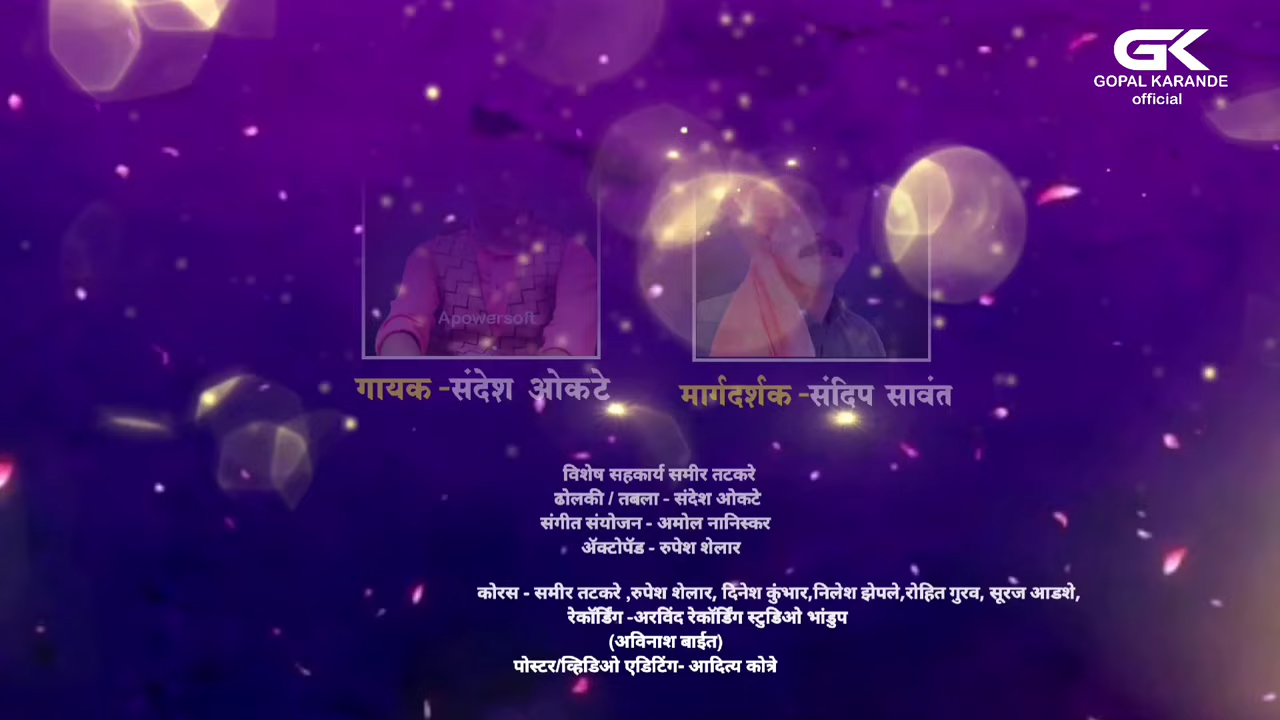 GK
GOPAL KARANDE
official
Apowersoft
गायक -संदेश ओकटे
मार्गदर्शक -संदिप सावंत
विशेष सहकार्य समीर तटकरे
ढोलकी / तबला - संदेश ओकटे
संगीत संयोजन - अमोल नानिस्कर
ॲक्टोपॅड - रुपेश शेलार
कोरस - समीर तटकरे ,रुपेश शेलार, दिनेश कुंभार,निलेश झेपले,रोहित गुरव, सूरज आडशे,
रेकॉर्डिंग -अरविंद रेकॉर्डिंग स्टुडिओ भांडुप
(अविनाश बाईत)
पोस्टर/व्हिडिओ एडिटिंग- आदित्य कोत्रे